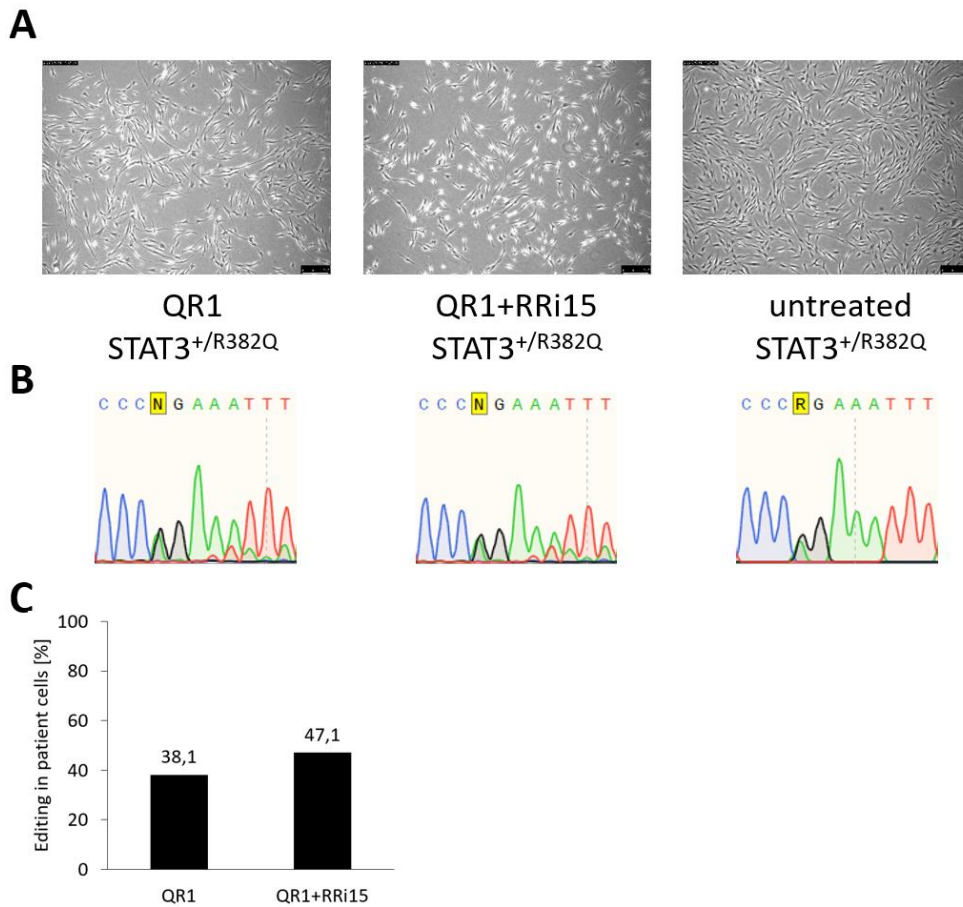 A
QR1
STAT3+/R382Q
QR1+RRi15
STAT3+/R382Q
untreated
STAT3+/R382Q
B
C C C N G A A A T T T
C C C N G A A A T T T
C C C R G A A A T T T
C
Editing in patient cells [%]
100
80
60
40
20
0
38,1
47,1
QR1
QR1+RRi15